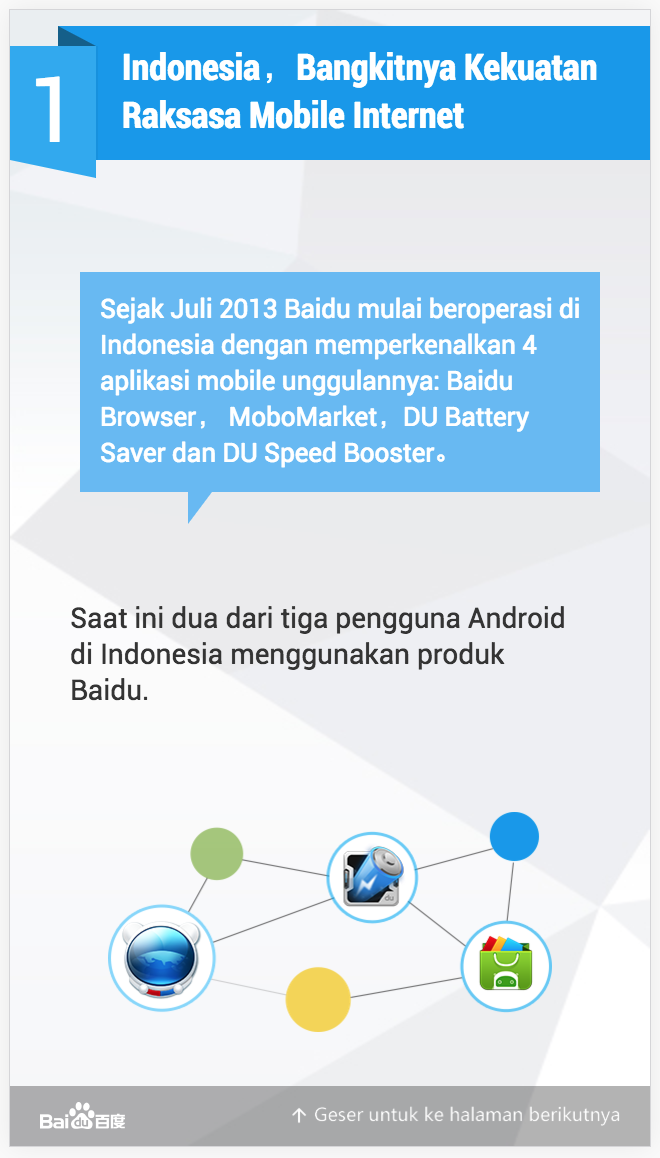 1
Indonesia，Bangkitnya Kekuatan
Raksasa Mobile Internet
Sejak Juli 2013 Baidu mulai beroperasi di
Indonesia dengan memperkenalkan 4
aplikasi mobile unggulannya: Baidu
Browser， MoboMarket，DU Battery
Saver dan DU Speed Booster。
Saat ini dua dari tiga pengguna Android
di Indonesia menggunakan produk
Baidu.
du
Bai du 百度
↑ Geser untuk ke halaman berikutnya